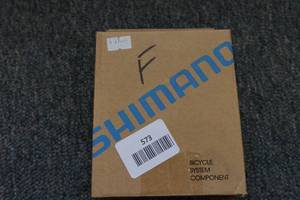 F
SHIMANO
573
BICYCLE
SYSTEM
COMPONENT